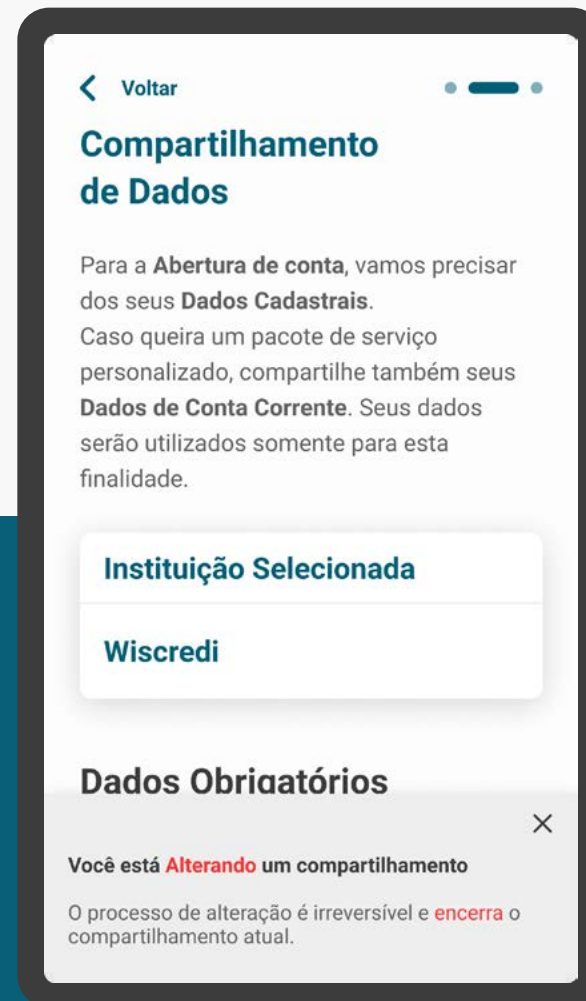 Voltar
Compartilhamento
de Dados
Para a Abertura de conta, vamos precisar
dos seus Dados Cadastrais.
Caso queira um pacote de serviço
personalizado, compartilhe também seus
Dados de Conta Corrente. Seus dados
serão utilizados somente para esta
finalidade.
Instituição Selecionada
Wiscredi
Dados Obrigatórios
Você está Alterando um compartilhamento
O processo de alteração é irreversível e encerra o
compartilhamento atual.